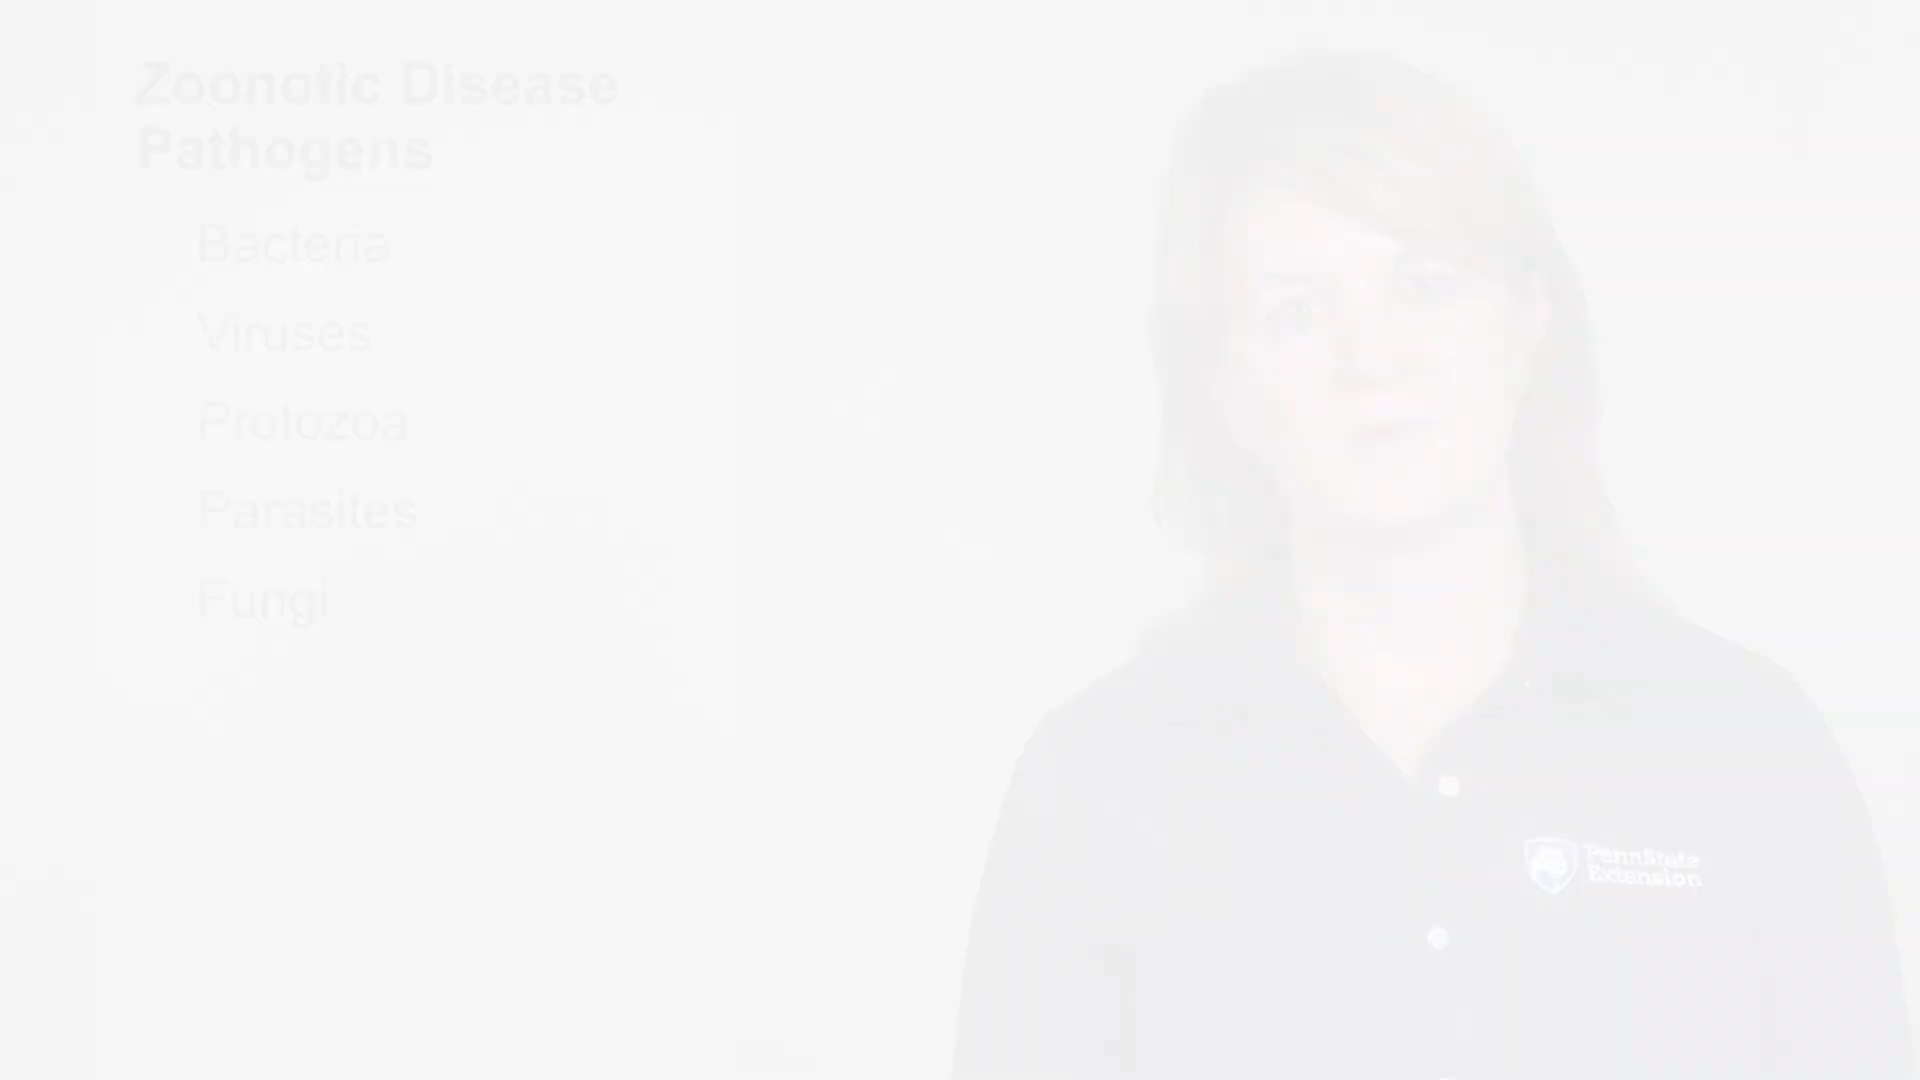 Zoonotic Disease
Pathogens
Bacteria
Viruses
Protozoa
Parasites
Fungi
PennState
Extension